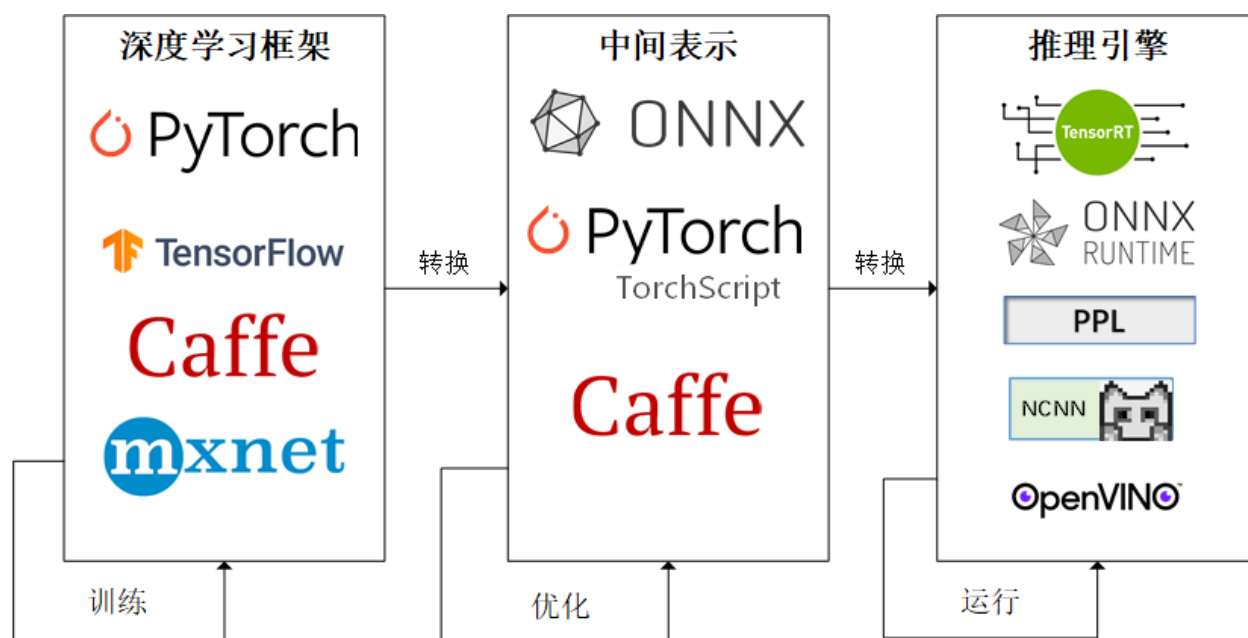 深度学习框架
PyTorch
TensorFlow
Caffe
mxnet
训练
转换
中间表示
ONNX
PyTorch
TorchScript
Caffe
优化
转换
推理引擎
TensorRT
ONNX
RUNTIME
PPL
NCNN
OpenVINO™
运行